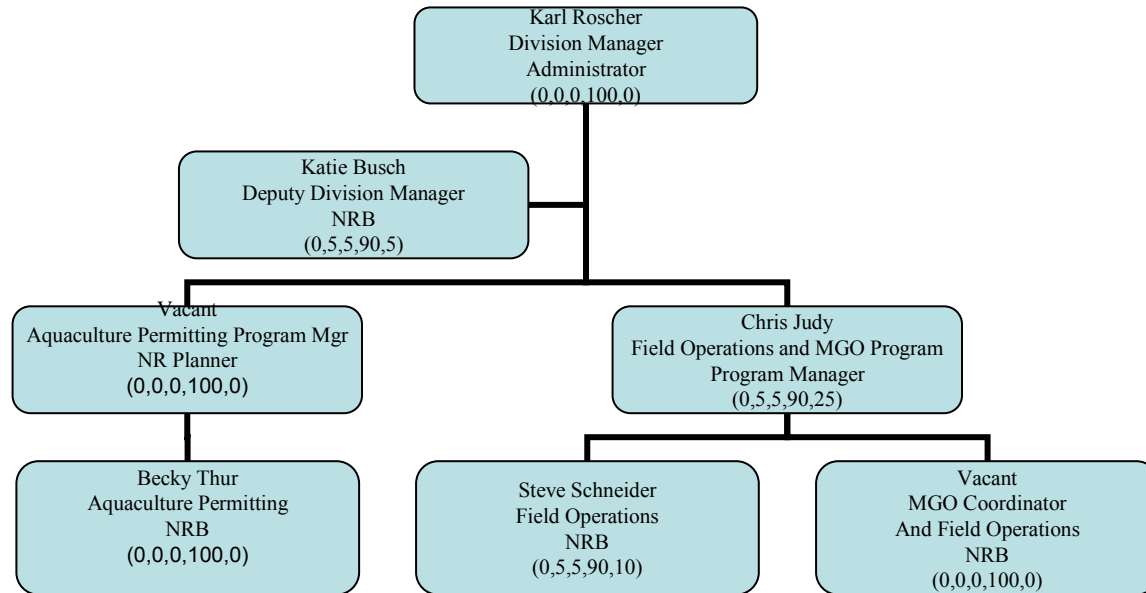 Karl Roscher
Division Manager
Administrator
(0,0,0,100,0)
Katie Busch
Deputy Division Manager
NRB
(0,5,5,90,5)
Vacant
Aquaculture Permitting Program Mgr
NR Planner
(0,0,0,100,0)
Chris Judy
Field Operations and MGO Program
Program Manager
(0,5,5,90,25)
Becky Thur
Aquaculture Permitting
NRB
(0,0,0,100,0)
Steve Schneider
Field Operations
NRB
(0,5,5,90,10)
Vacant
MGO Coordinator
And Field Operations
NRB
(0,0,0,100,0)